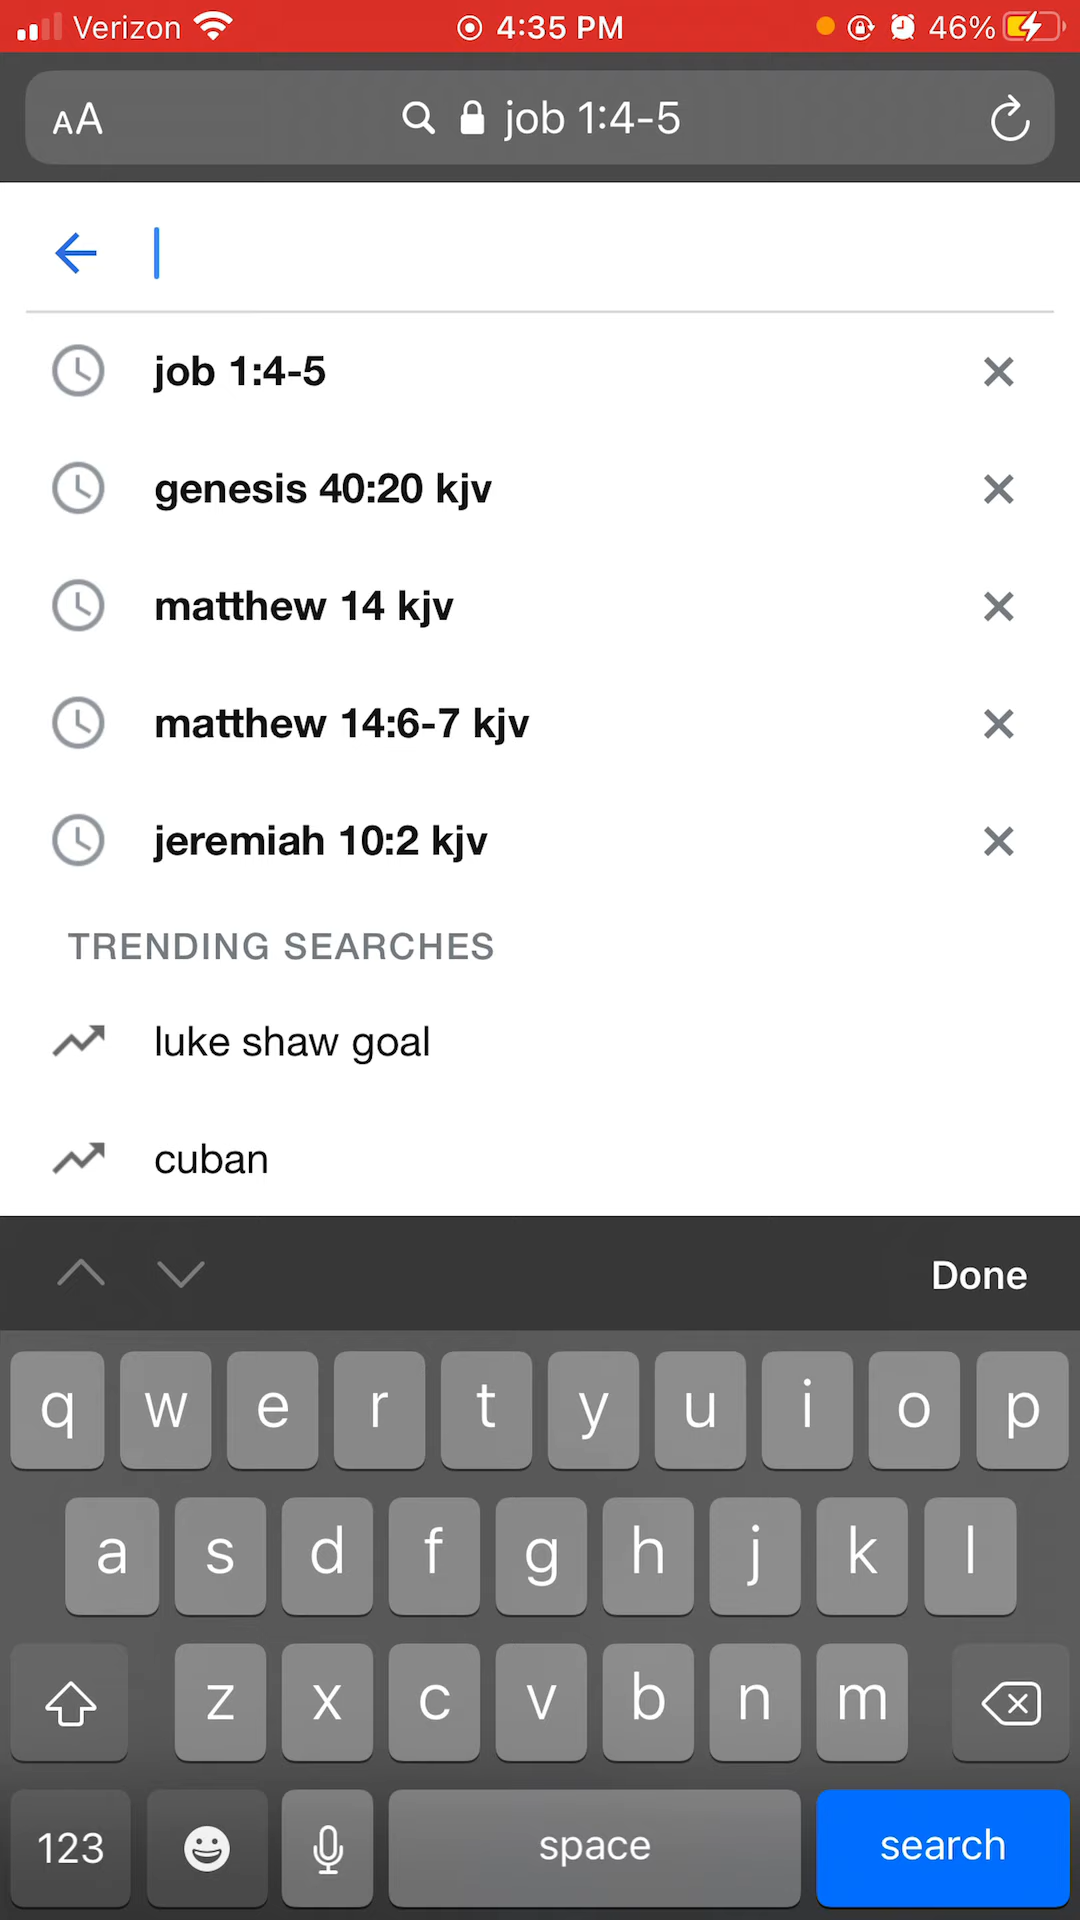 Verizon 4:35 PM 46%
AA job 1:4-5
job 1:4-5
genesis 40:20 kjv
matthew 14 kjv
matthew 14:6-7 kjv
jeremiah 10:2 kjv
TRENDING SEARCHES
luke shaw goal
cuban
Done
q w e r t y u i o p
a s d f g h j k l
z x c v b n m
123 space search